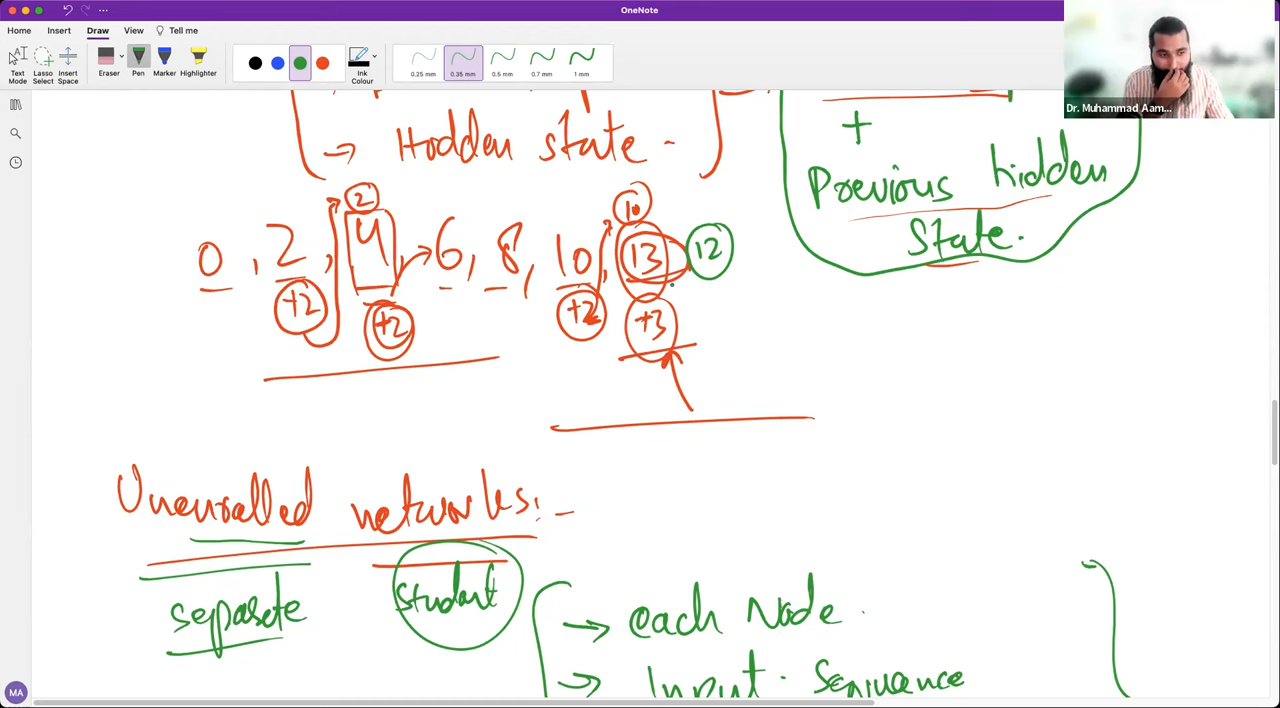 OneNote
Home Insert Draw View Tell me
Text Mode
Lasso Select
Insert Space
Eraser
Pen
Marker
Highlighter
Ink Colour
0.25 mm
0.35 mm
0.5 mm
0.7 mm
1 mm
Dr. Muhammad Aam...
→ Hodden state -
+
Previous hidden
state.
2
10
0, 2, 4 → 6, 8, 10, 13 12
+2 +2 +2 +3
Unenrolled networks:-
separete student
→ each Node.
→ Input. Sequence
MA